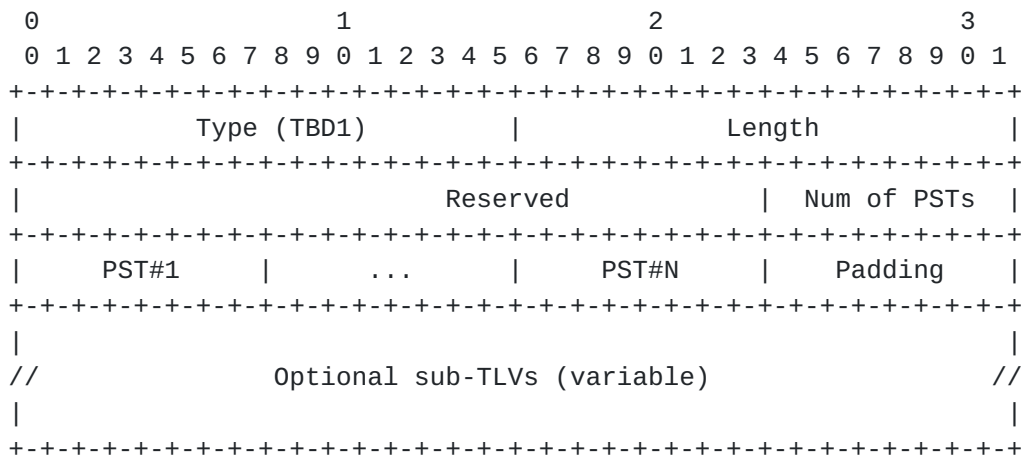 0                   1                   2                   3
 0 1 2 3 4 5 6 7 8 9 0 1 2 3 4 5 6 7 8 9 0 1 2 3 4 5 6 7 8 9 0 1
+-+-+-+-+-+-+-+-+-+-+-+-+-+-+-+-+-+-+-+-+-+-+-+-+-+-+-+-+-+-+-+-+
|           Type (TBD1)         |             Length            |
+-+-+-+-+-+-+-+-+-+-+-+-+-+-+-+-+-+-+-+-+-+-+-+-+-+-+-+-+-+-+-+-+
|                           Reserved            |  Num of PSTs  |
+-+-+-+-+-+-+-+-+-+-+-+-+-+-+-+-+-+-+-+-+-+-+-+-+-+-+-+-+-+-+-+-+
|     PST#1     |      ...      |     PST#N     |    Padding    |
+-+-+-+-+-+-+-+-+-+-+-+-+-+-+-+-+-+-+-+-+-+-+-+-+-+-+-+-+-+-+-+-+
|                                                               |
//               Optional sub-TLVs (variable)                  //
|                                                               |
+-+-+-+-+-+-+-+-+-+-+-+-+-+-+-+-+-+-+-+-+-+-+-+-+-+-+-+-+-+-+-+-+